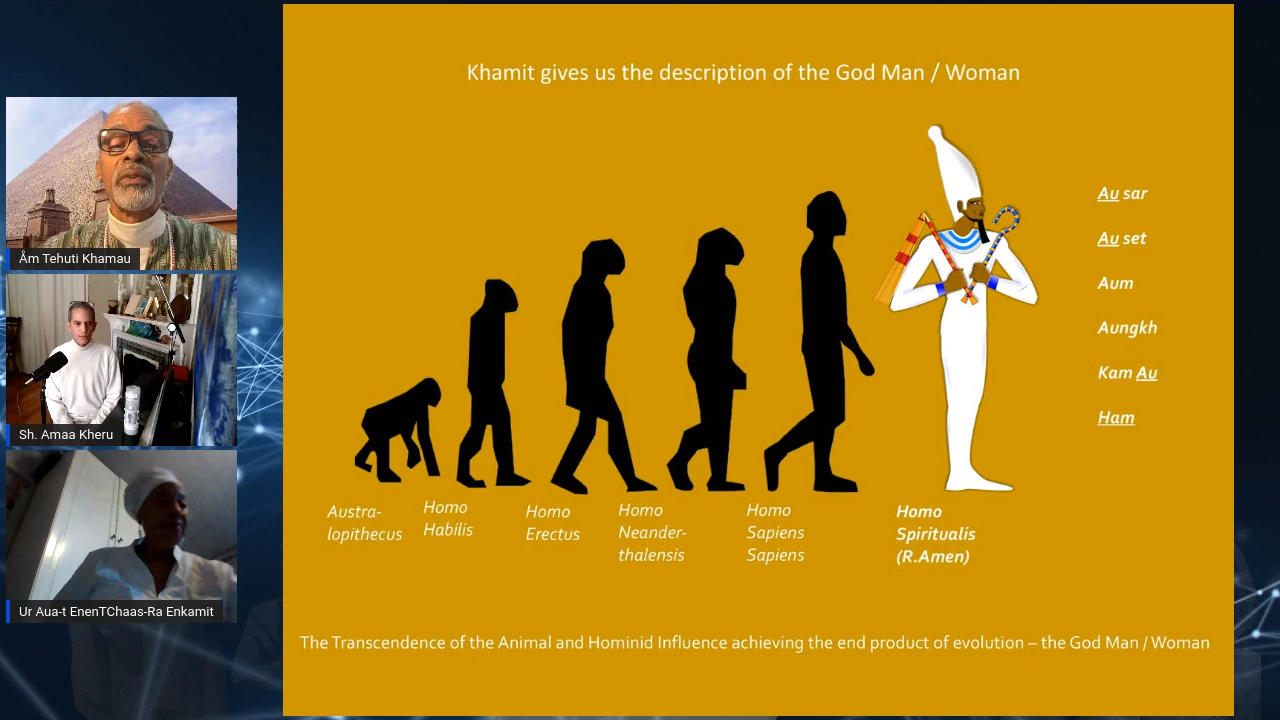 Khamit gives us the description of the God Man / Woman
Åm Tehuti Khamau
Sh. Amaa Kheru
Ur Aua-t EnenTChaas-Ra Enkamit
Au sar
Au set
Aum
Aungkh
Kam Au
Ham
Austra-
lopithecus
Homo
Habilis
Homo
Erectus
Homo
Neander-
thalensis
Homo
Sapiens
Sapiens
Homo
Spiritualis
(R.Amen)
The Transcendence of the Animal and Hominid Influence achieving the end product of evolution – the God Man / Woman